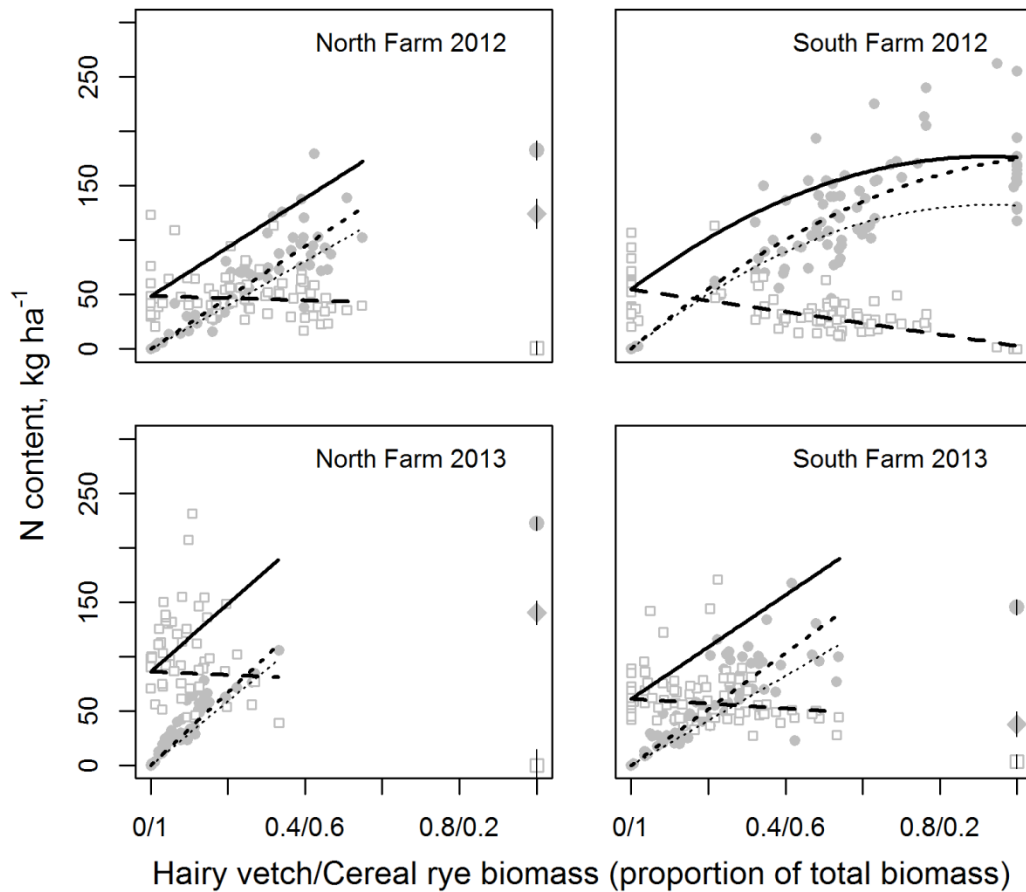 North Farm 2012
South Farm 2012
0
50
150
250
North Farm 2013
South Farm 2013
0
50
150
250
N content, kg ha⁻¹
0/1
0.4/0.6
0.8/0.2
0/1
0.4/0.6
0.8/0.2
Hairy vetch/Cereal rye biomass (proportion of total biomass)